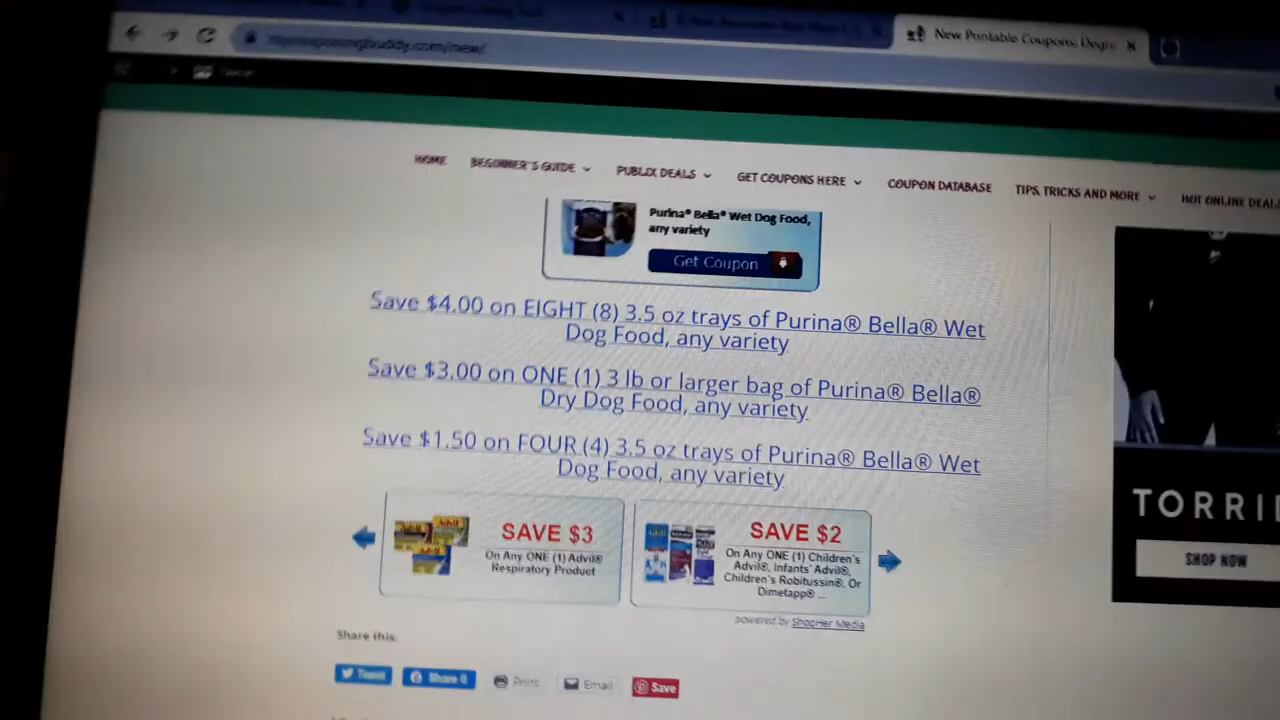 New Printable Coupons:
HOME BEGINNER'S GUIDE PUBLIX DEALS GET COUPONS HERE COUPON DATABASE TIPS, TRICKS AND MORE HOT ONLINE DEAL
Purina® Bella® Wet Dog Food,
any variety
Get Coupon
Save $4.00 on EIGHT (8) 3.5 oz trays of Purina® Bella® Wet
Dog Food, any variety
Save $3.00 on ONE (1) 3 lb or larger bag of Purina® Bella®
Dry Dog Food, any variety
Save $1.50 on FOUR (4) 3.5 oz trays of Purina® Bella® Wet
Dog Food, any variety
Advil
Advil
SAVE $3
On Any ONE (1) Advil®
Respiratory Product
Advil
SAVE $2
On Any ONE (1) Children's
Advil®, Infants' Advil®,
Children's Robitussin®, Or
Dimetapp® ...
powered by ShopHer Media
TORRI
SHOP NOW
Share this:
Tweet
Share 0
Print
Email
Save